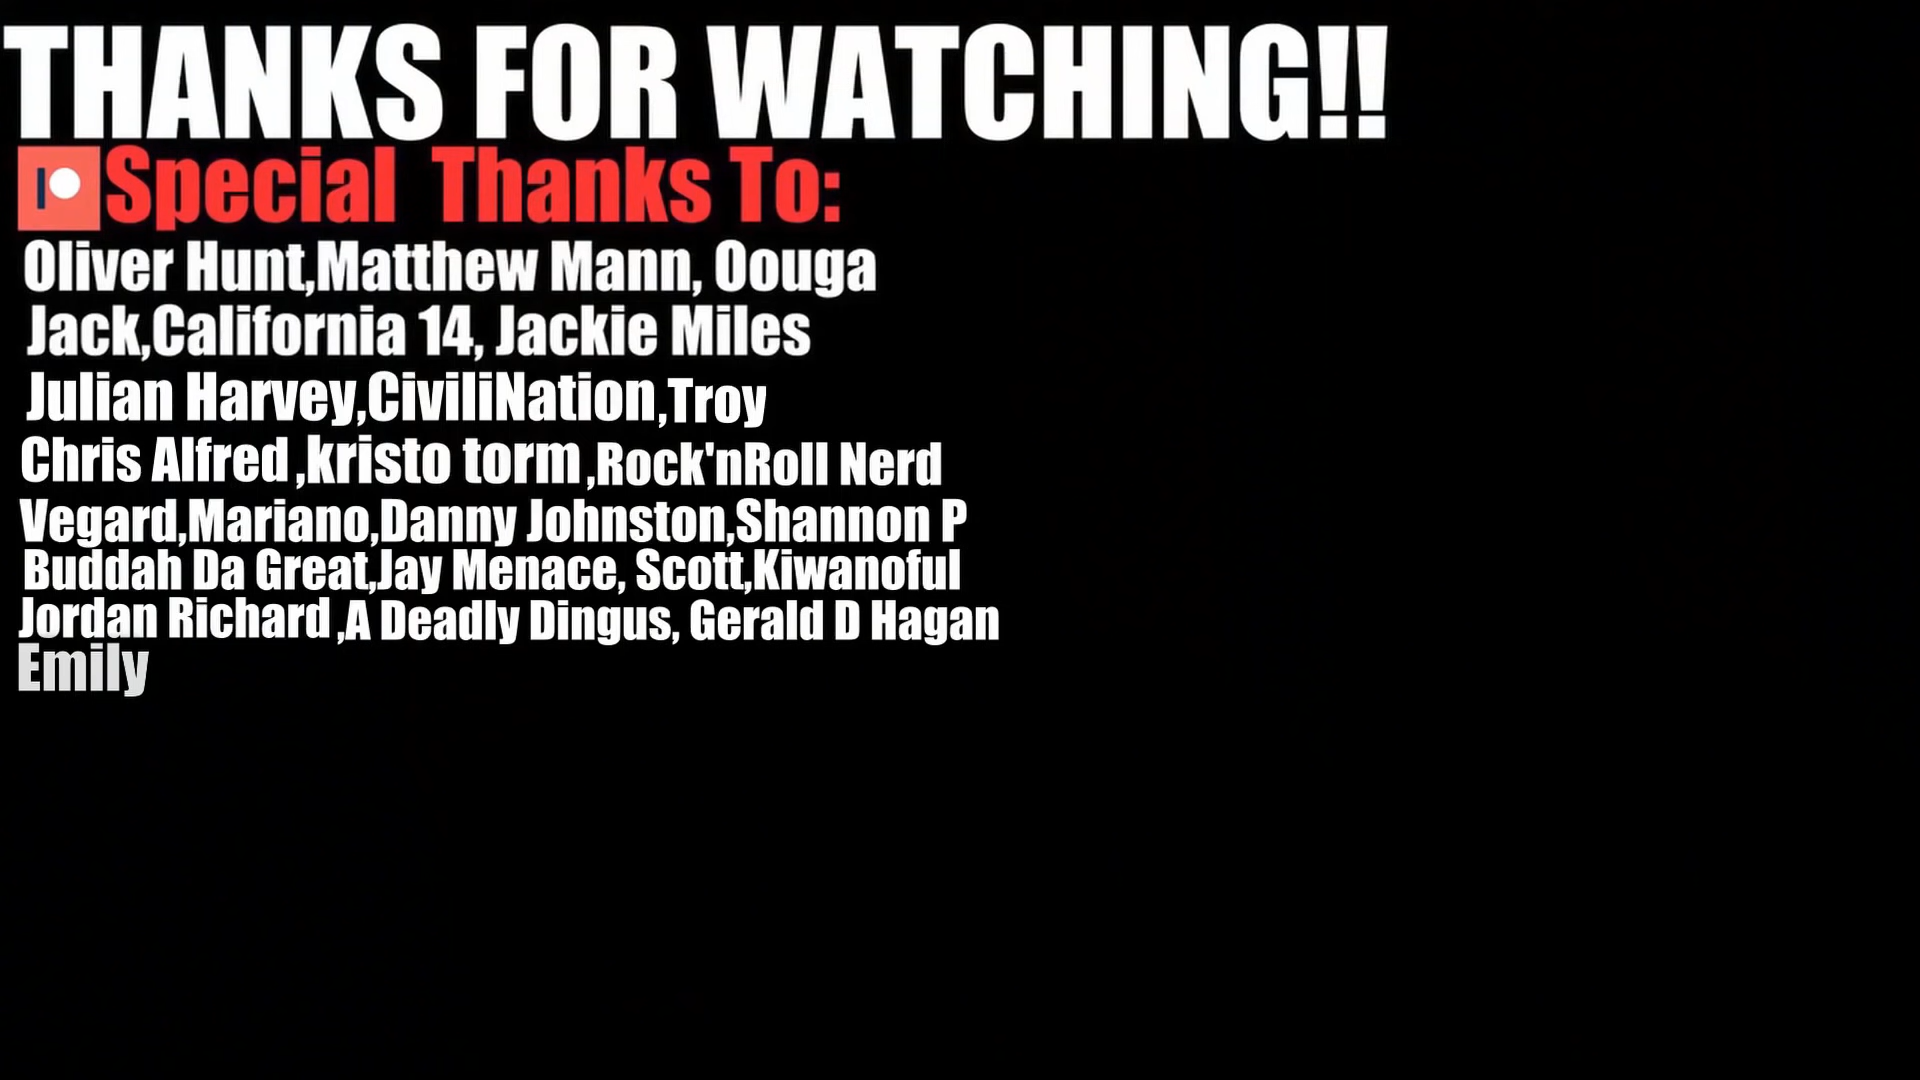 THANKS FOR WATCHING!!
Special Thanks To:
Oliver Hunt,Matthew Mann, Oouga
Jack,California 14, Jackie Miles
Julian Harvey,CiviliNation,Troy
Chris Alfred ,kristo torm ,Rock'nRoll Nerd
Vegard,Mariano,Danny Johnston,Shannon P
Buddah Da Great,Jay Menace, Scott,Kiwanoful
Jordan Richard ,A Deadly Dingus, Gerald D Hagan
Emily